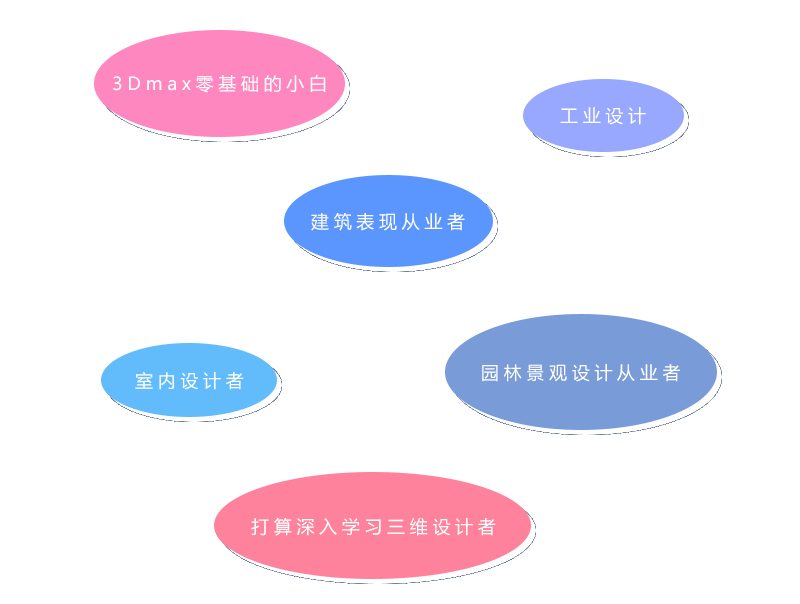 3Dmax零基础的小白
工业设计
建筑表现从业者
室内设计者
园林景观设计从业者
打算深入学习三维设计者